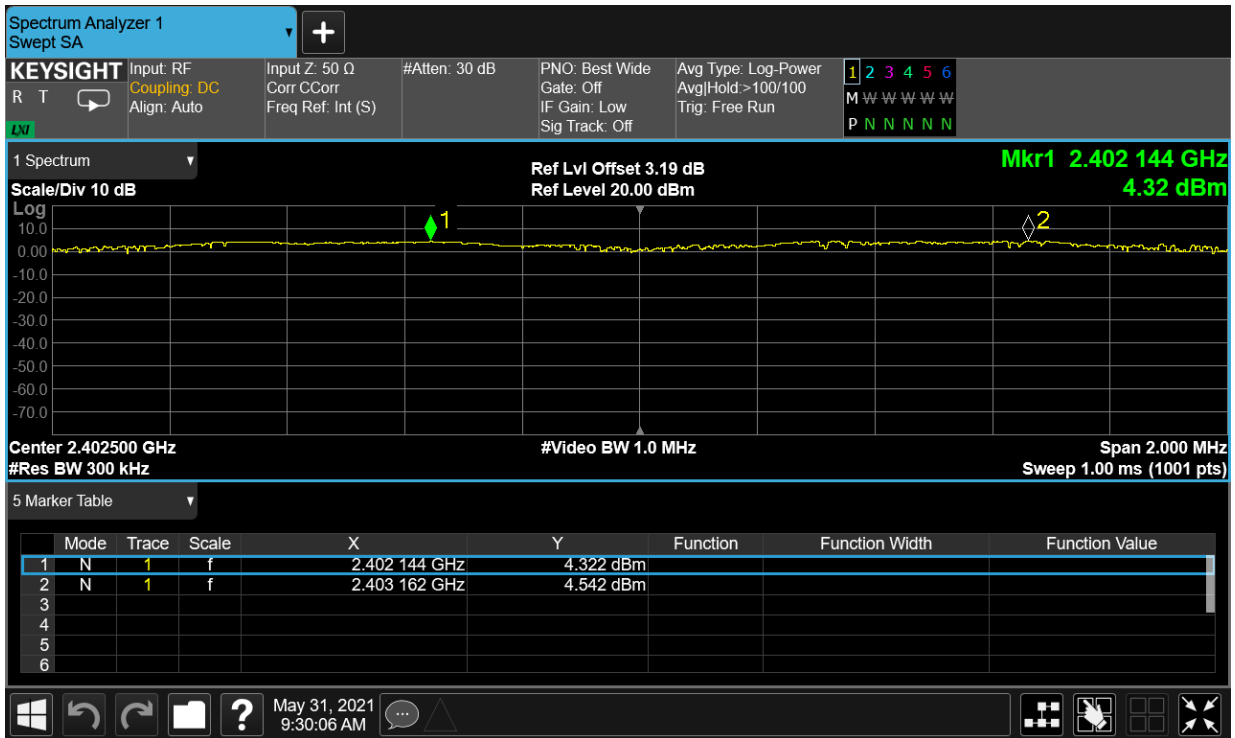 Spectrum Analyzer 1
Swept SA
KEYSIGHT
R T
LXI
Input: RF
Coupling: DC
Align: Auto
Input Z: 50 Ω
Corr CCorr
Freq Ref: Int (S)
#Atten: 30 dB
PNO: Best Wide
Gate: Off
IF Gain: Low
Sig Track: Off
Avg Type: Log-Power
Avg|Hold:>100/100
Trig: Free Run
1 2 3 4 5 6
M W W W W W
P N N N N N
1 Spectrum
Scale/Div 10 dB
Ref Lvl Offset 3.19 dB
Ref Level 20.00 dBm
Mkr1 2.402 144 GHz
4.32 dBm
Log
10.0
0.00
-10.0
-20.0
-30.0
-40.0
-50.0
-60.0
-70.0
1
2
Center 2.402500 GHz
#Res BW 300 kHz
#Video BW 1.0 MHz
Span 2.000 MHz
Sweep 1.00 ms (1001 pts)
5 Marker Table
Mode Trace Scale X Y Function Function Width Function Value
1 N 1 f 2.402 144 GHz 4.322 dBm
2 N 1 f 2.403 162 GHz 4.542 dBm
3
4
5
6
?
May 31, 2021
9:30:06 AM